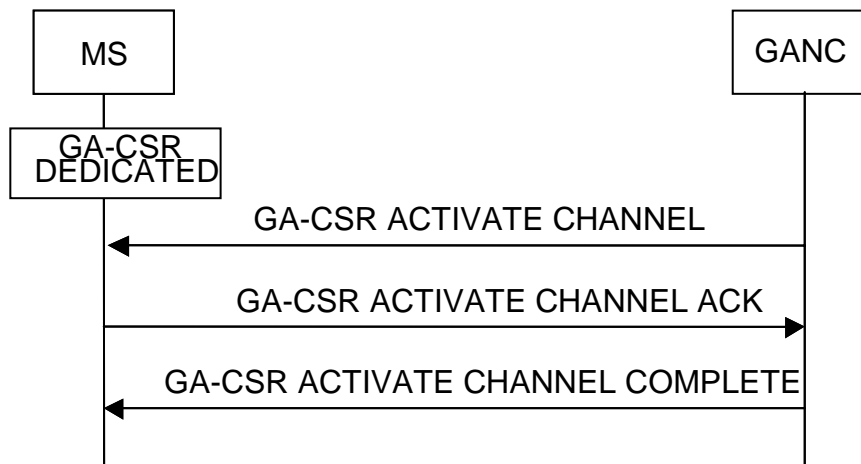 MS
GANC
GA-CSR
DEDICATED
GA-CSR ACTIVATE CHANNEL
GA-CSR ACTIVATE CHANNEL ACK
GA-CSR ACTIVATE CHANNEL COMPLETE